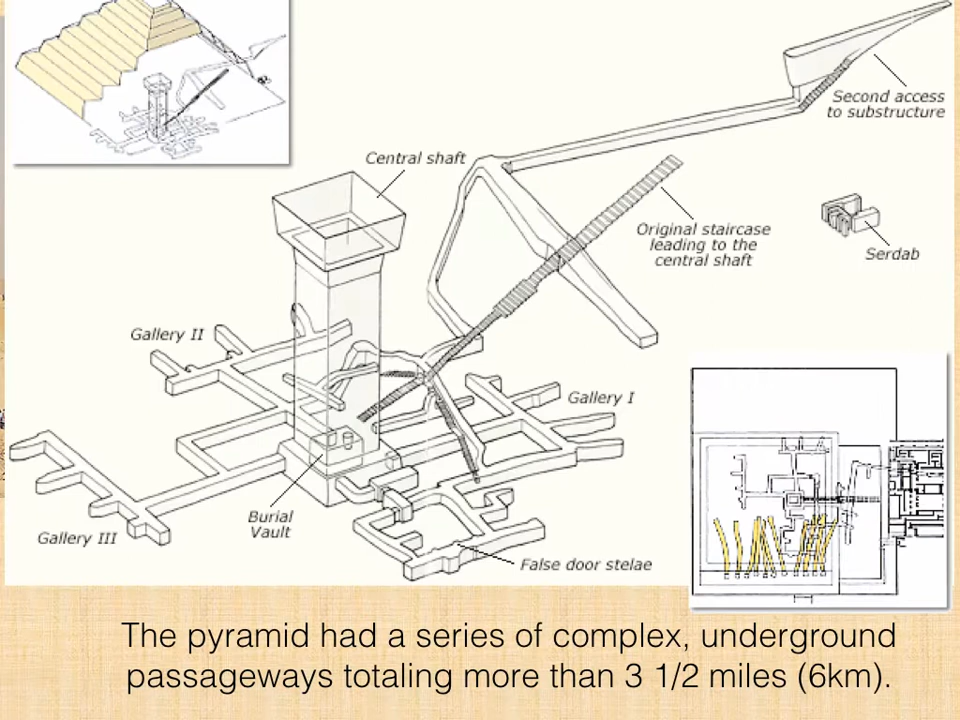 Second access
to substructure
Central shaft
Original staircase
leading to the
central shaft
Serdab
Gallery II
Gallery I
Burial
Vault
Gallery III
False door stelae
The pyramid had a series of complex, underground
passageways totaling more than 3 1/2 miles (6km).